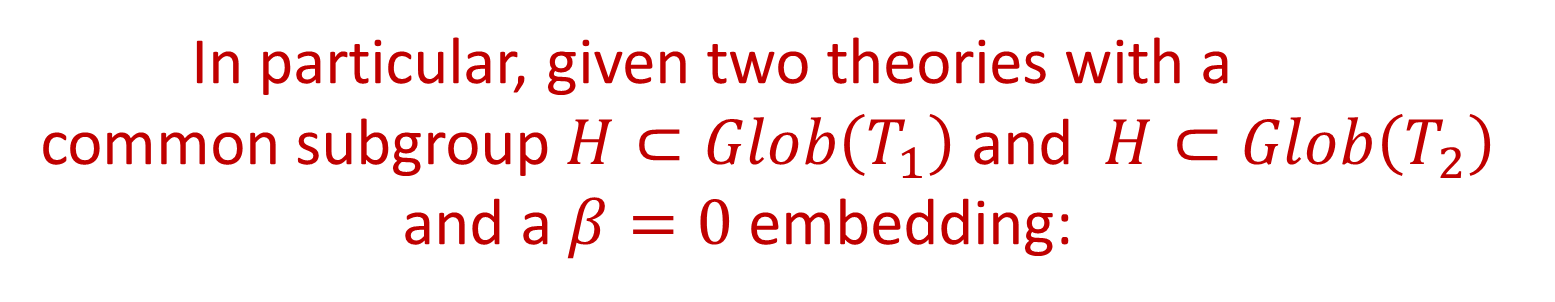 In particular, given two theories with a
common subgroup 𝐻 ⊂ 𝐺𝑙𝑜𝑏(𝑇₁) and 𝐻 ⊂ 𝐺𝑙𝑜𝑏(𝑇₂)
and a 𝛽 = 0 embedding: